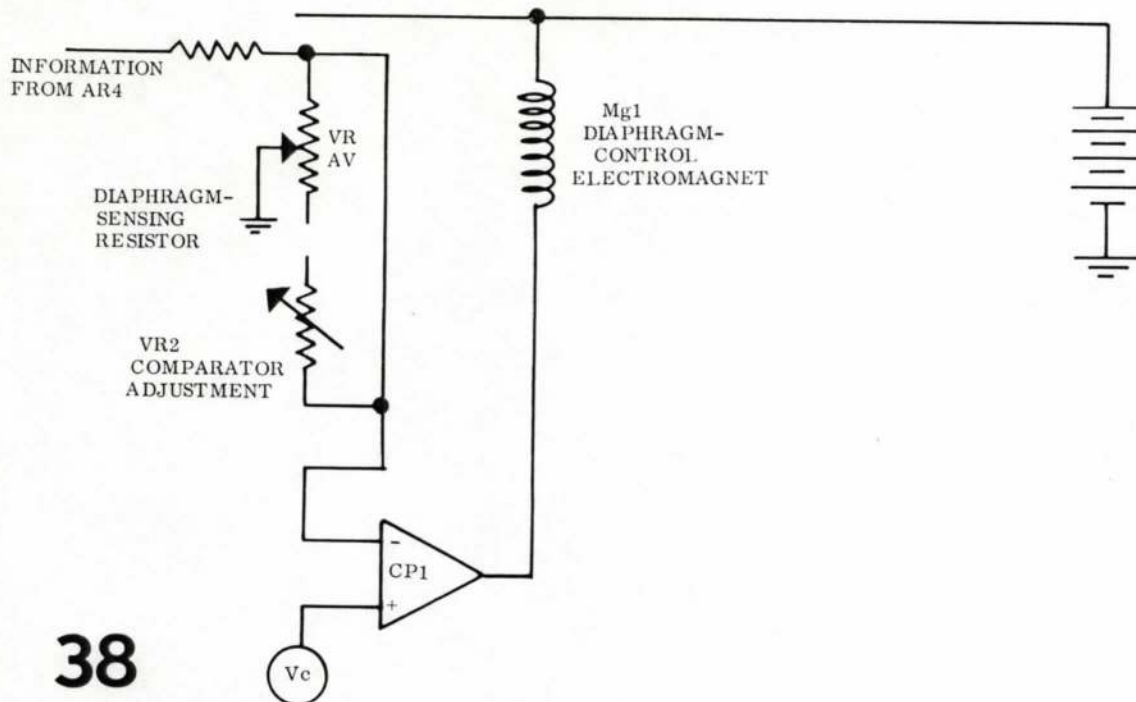 INFORMATION
FROM AR4
VR
AV
DIAPHRAGM-
SENSING
RESISTOR
Mg1
DIAPHRAGM-
CONTROL
ELECTROMAGNET
VR2
COMPARATOR
ADJUSTMENT
-
CP1
+
Vc
38